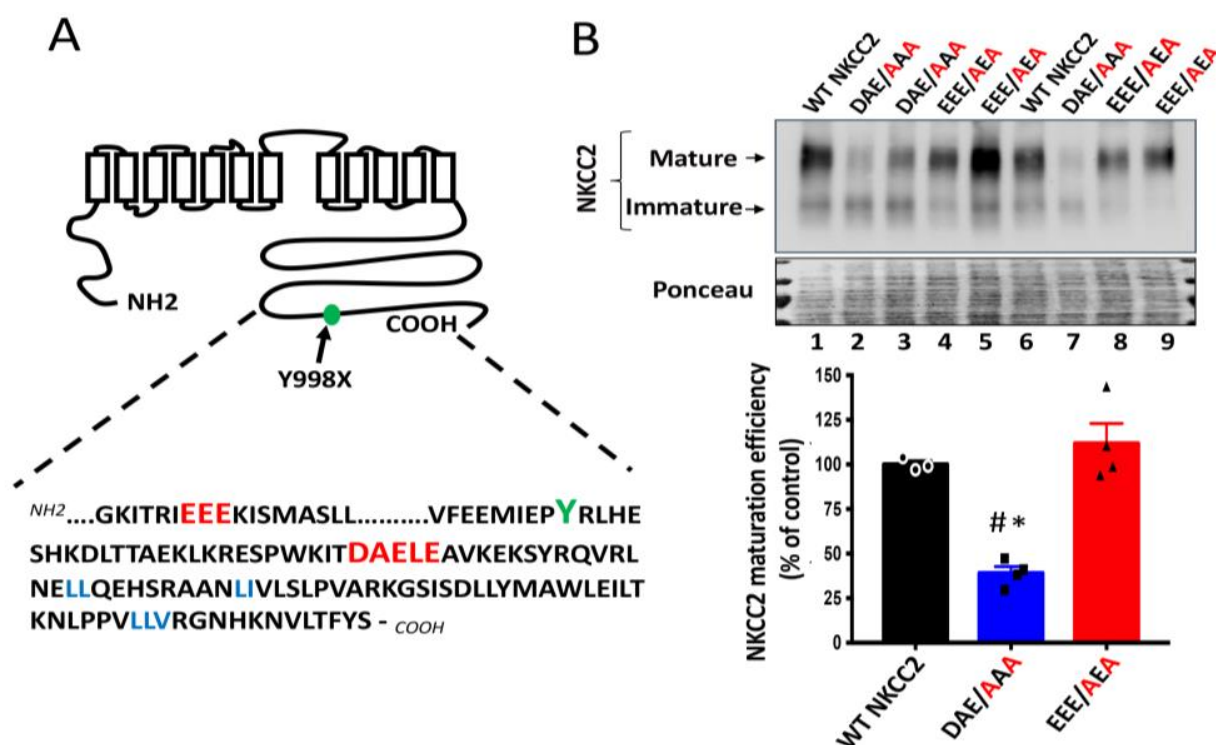 A
NH2
COOH
Y998X
NH2 ....GKITRIEEEKISMASLL..........VFEEMIEPYRLHE
SHKDLTTAEKLKRESPWKITDAELEAVKEKSYRQVRL
NELLQEHSRAANLIVLSLPVARKGSISDLLYMAWLEILT
KNLPPVLLVRGNHKNVLTFYS - COOH
B
WT NKCC2
DAE/AAA
DAE/AAA
EEE/AEA
EEE/AEA
WT NKCC2
DAE/AAA
EEE/AEA
EEE/AEA
NKCC2
Mature
Immature
Ponceau
1 2 3 4 5 6 7 8 9
NKCC2 maturation efficiency
(% of control)
150
125
100
75
50
25
0
# *
WT NKCC2
DAE/AAA
EEE/AEA